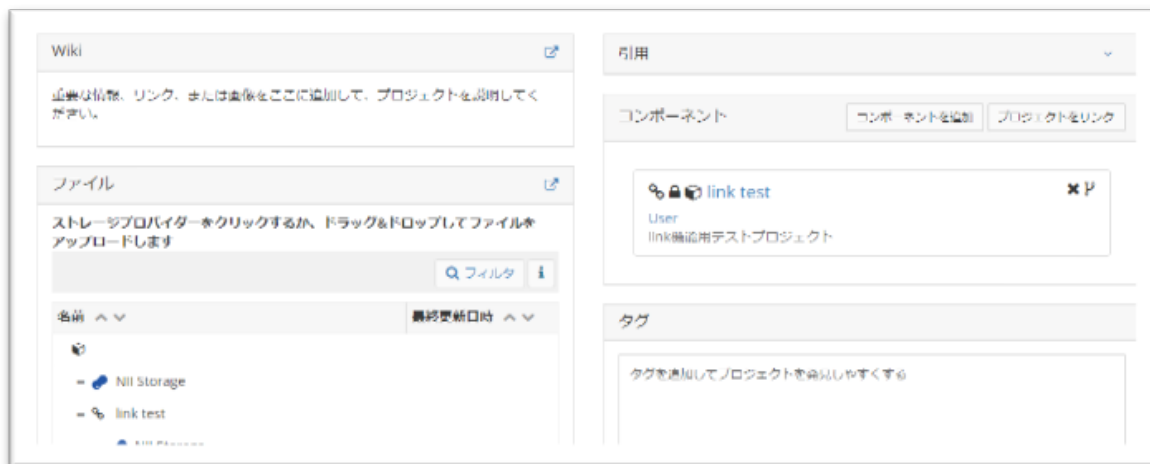 Wiki
重要な情報、リンク、または画像をここに追加して、プロジェクトを説明してく
ださい。
ファイル
ストレージプロバイダーをクリックするか、ドラッグ&ドロップしてファイルを
アップロードします
フィルタ
名前
最終更新日時
NII Storage
link test
NII Storage
引用
コンポーネント
コンポーネントを追加
プロジェクトをリンク
link test
User
link機能用テストプロジェクト
タグ
タグを追加してプロジェクトを発見しやすくする